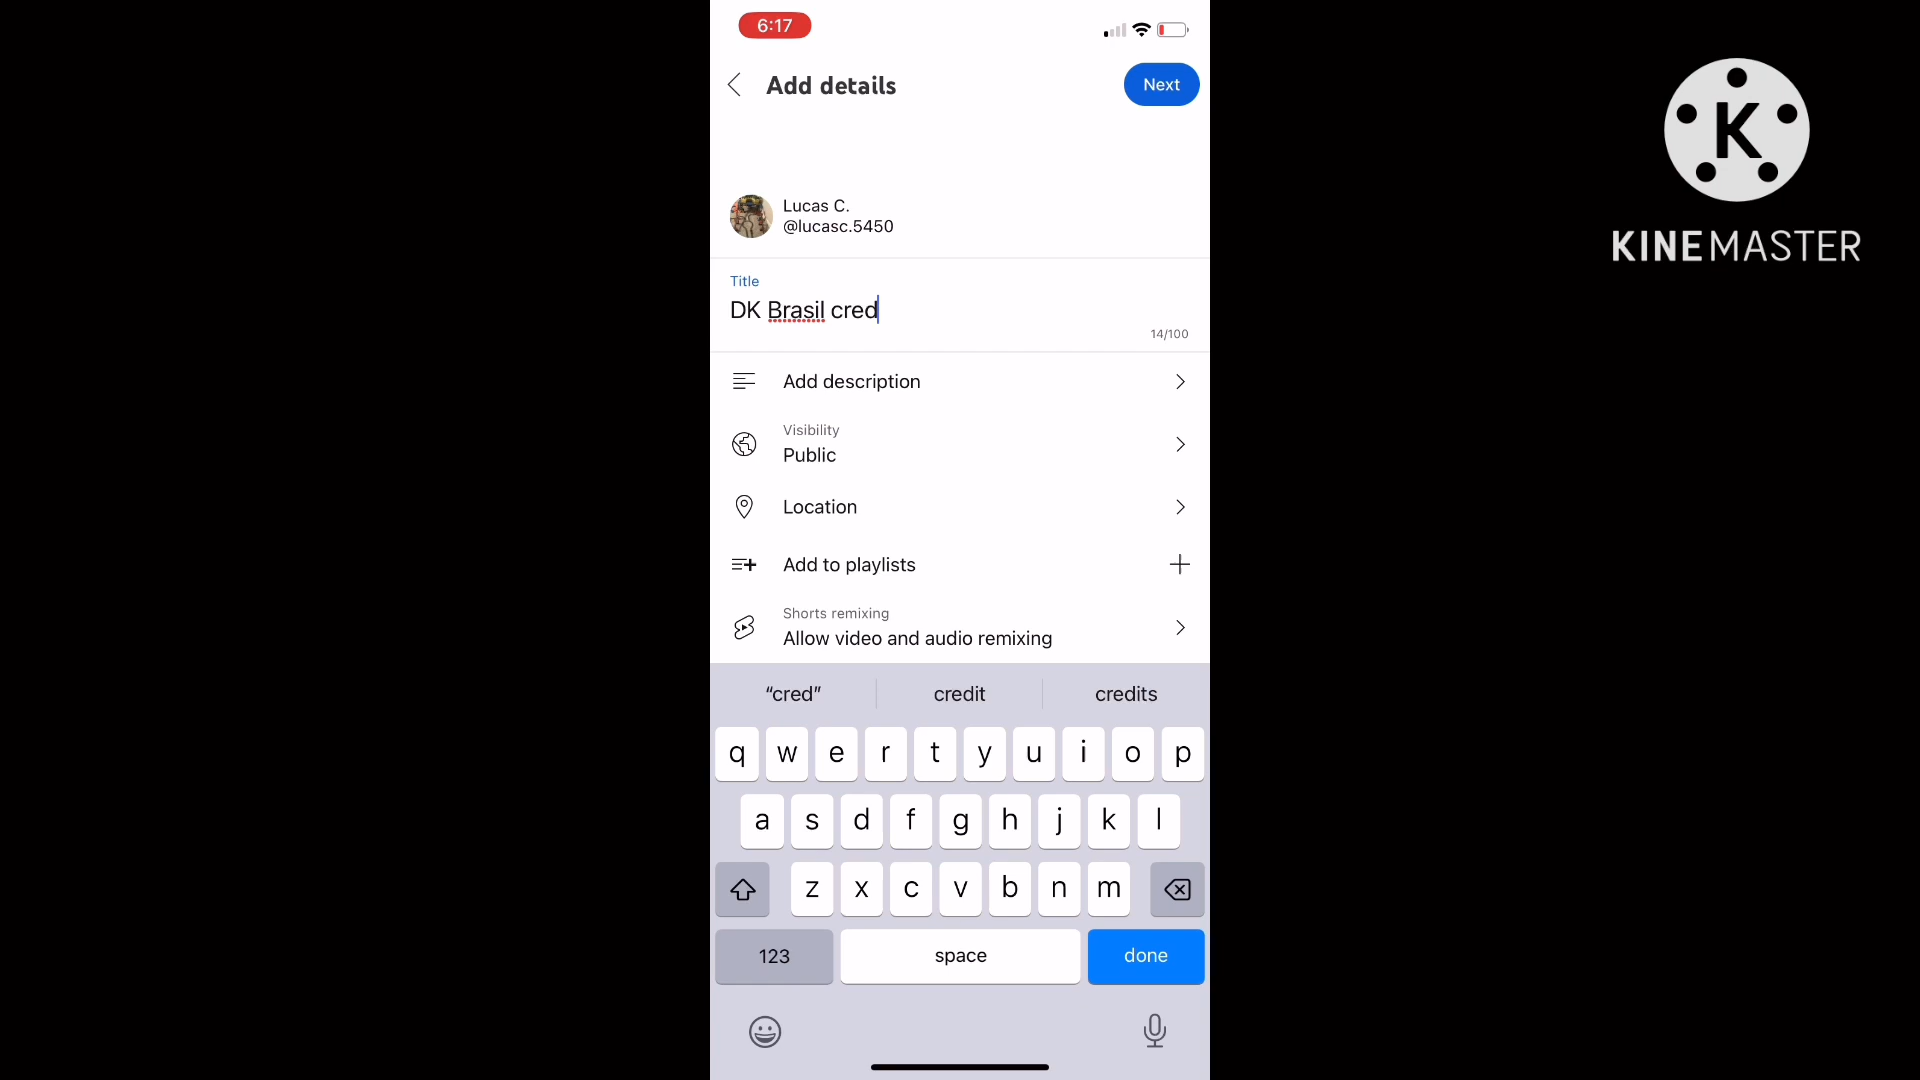 6:17
Add details
Next
K
KINEMASTER
Lucas C.
@lucasc.5450
Title
DK Brasil cred
14/100
Add description
Visibility
Public
Location
Add to playlists
Shorts remixing
Allow video and audio remixing
“cred” credit credits
q w e r t y u i o p
a s d f g h j k l
z x c v b n m
123 space done